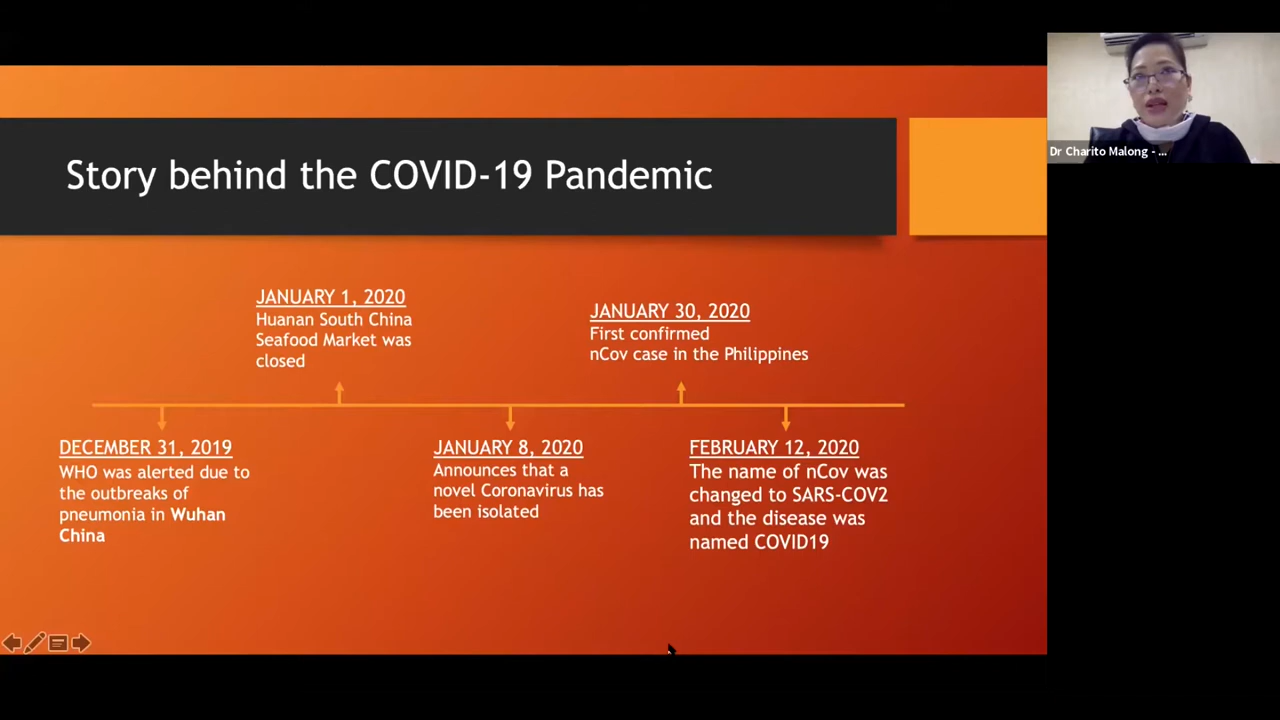 Story behind the COVID-19 Pandemic
Dr Charito Malong - ...
JANUARY 1, 2020
Huanan South China
Seafood Market was
closed
JANUARY 30, 2020
First confirmed
nCov case in the Philippines
DECEMBER 31, 2019
WHO was alerted due to
the outbreaks of
pneumonia in Wuhan
China
JANUARY 8, 2020
Announces that a
novel Coronavirus has
been isolated
FEBRUARY 12, 2020
The name of nCov was
changed to SARS-COV2
and the disease was
named COVID19